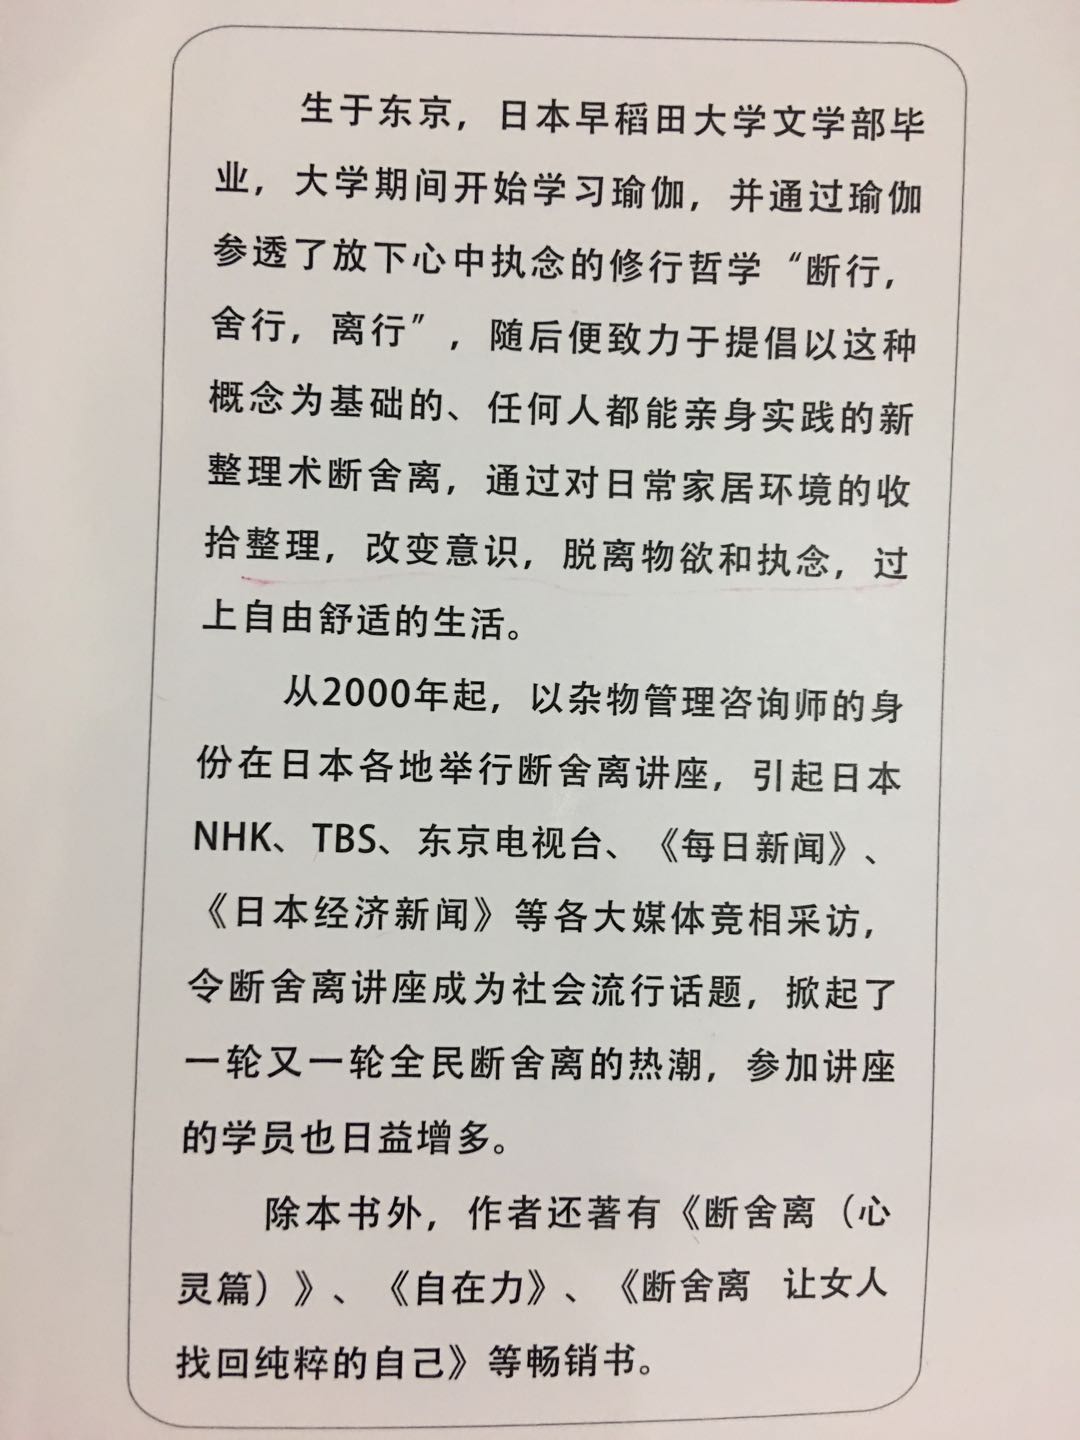 生于东京，日本早稻田大学文学部毕
业，大学期间开始学习瑜伽，并通过瑜伽
参透了放下心中执念的修行哲学“断行，
舍行，离行”，随后便致力于提倡以这种
概念为基础的、任何人都能亲身实践的新
整理术断舍离，通过对日常家居环境的收
拾整理，改变意识，脱离物欲和执念，过
上自由舒适的生活。
从2000年起，以杂物管理咨询师的身
份在日本各地举行断舍离讲座，引起日本
NHK、TBS、东京电视台、《每日新闻》、
《日本经济新闻》等各大媒体竞相采访，
令断舍离讲座成为社会流行话题，掀起了
一轮又一轮全民断舍离的热潮，参加讲座
的学员也日益增多。
除本书外，作者还著有《断舍离（心
灵篇）》、《自在力》、《断舍离 让女人
找回纯粹的自己》等畅销书。